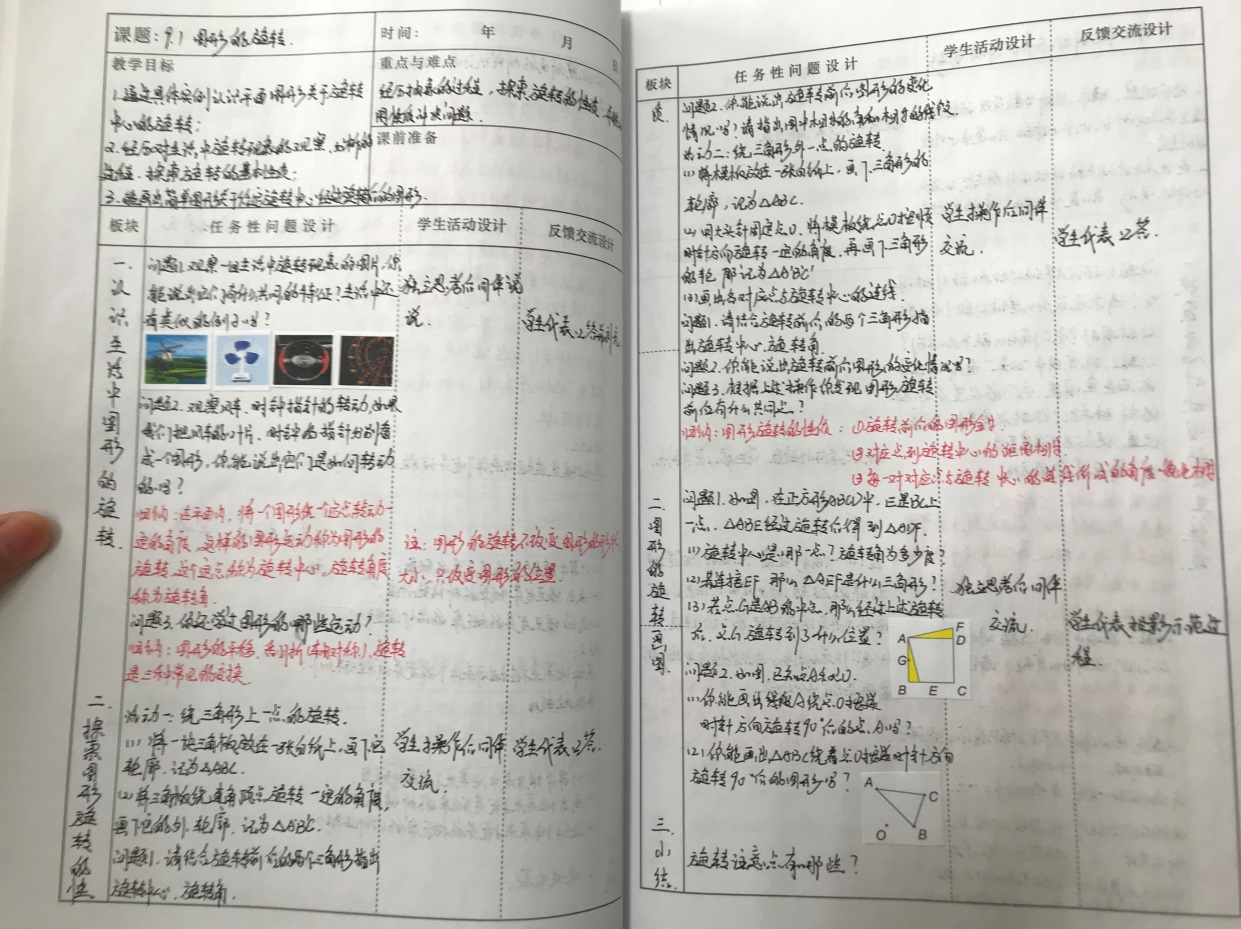 课题：9.1 图形的旋转.
时间： 年 月 日
教学目标
1.通过具体实例认识平面图形关于旋转
中心的旋转；
2.经历对生活中旋转现象的观察、分析的
过程，探索旋转的基本性质；
3.能画出简单图形关于给定旋转中心经过旋转后的图形.
重点与难点
经历抽象的过程，探索旋转的性质，
用性质解决问题.
课前准备
板块 任务性问题设计 学生活动设计 反馈交流设计
一、认识生活中图形的旋转.
问题1.观察一组生活中旋转现象的图片,你
能说出它们有什么共同的特征?生活中还
有类似的例子吗?
独立思考后同伴说
说.
学生代表回答
问题2.观察风车、时钟指针的转动,如果
我们把风车的叶片、时钟的指针分别看
成一个图形,你能说出它们是如何转动
的吗?
归纳:在平面内,将一个图形绕一个定点转动一
定的角度,这样的图形运动称为图形的
旋转,这个定点称为旋转中心,旋转角度
称为旋转角.
注：图形的旋转不改变图形的形状
大小,只改变图形的位置.
问题3.你还学过图形的哪些运动?
归纳：图形的平移、翻折(轴对称)、旋转
是三种常见的变换.
二、探索图形旋转的性
活动一：绕三角形上一点的旋转.
(1)将一块三角板放在一张白纸上,画下它
轮廓,记为△ABC.
(2)将三角板绕直角顶点旋转一定的角度,
画下它的外轮廓,记为△A'B'C'.
问题1.请结合旋转前后的两个三角形指出
旋转中心、旋转角.
学生操作后同伴
交流.
学生代表回答.
板块 任务性问题设计 学生活动设计 反馈交流设计
质
问题2.你能说出旋转前后图形的变化
情况吗?请指出图中相等的角和相等的线段.
活动二：绕三角形外一点的旋转.
(1)将模板放在一张白纸上,画下三角形的
轮廓,记为△ABC.
(2)用大头针固定点O,将模板绕点O按顺
时针方向旋转一定的角度,再画下三角形
的轮廓记为△A'B'C'
(3)画出各对应点与旋转中心的连线.
学生操作后同伴
交流.
学生代表回答.
问题1.请结合旋转前后的两个三角形指
出旋转中心、旋转角.
问题2.你能说出旋转前后图形的变化情况吗?
问题3.根据上述操作你发现图形旋转
前后有什么共同点?
归纳:图形旋转的性质：①旋转前后的图形全等
②对应点到旋转中心的距离相等
③每一对对应点与旋转中心的连线所成的角度一般地相等
二、图形的旋转画图.
问题1.如图,在正方形ABCD中,E是BC上
一点,△ABE经过旋转后得到△ADF.
(1)旋转中心是哪一点?旋转角为多少度?
(2)某连接EF,那么△AEF是什么三角形?
(3)若点G是AB的中点,那么经过上述旋转
后,点G旋转到了什么位置?
独立思考后同伴
交流.
学生代表投影示范过
程.
A F D G B E C
问题2.如图,已知点A和点O.
(1)你能画出线段A绕点O按逆
时针方向旋转90°后的点A吗?
(2)你能画出△ABC绕着点O按逆时针方向
旋转90°后的图形吗?
A C B O
三、小结.
旋转注意点有哪些?